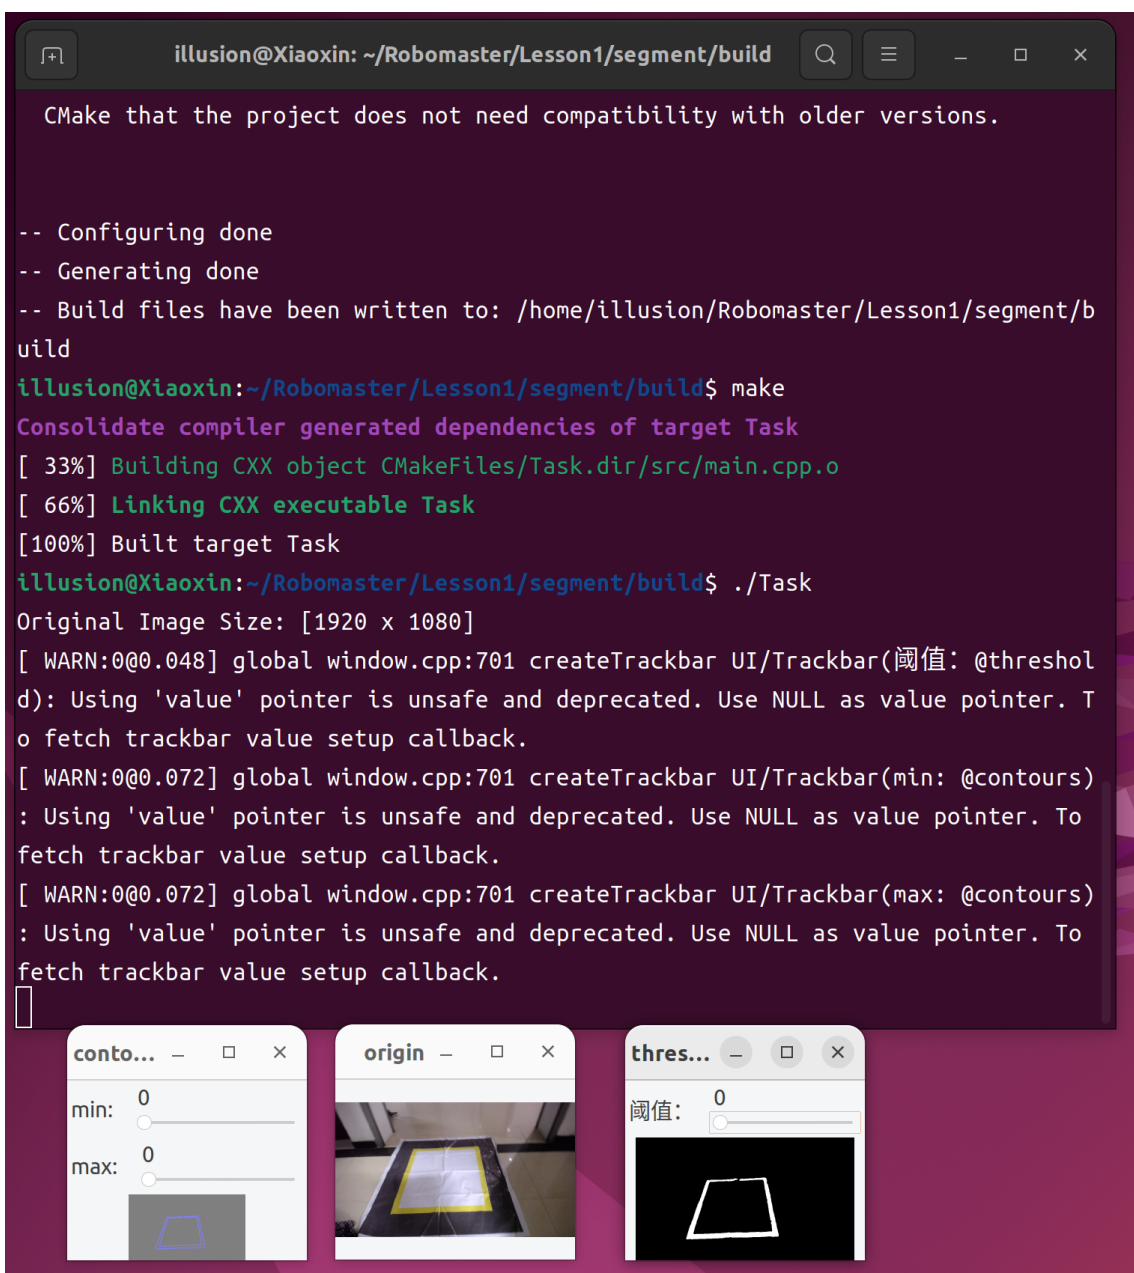 illusion@Xiaoxin: ~/Robomaster/Lesson1/segment/build
CMake that the project does not need compatibility with older versions.
-- Configuring done
-- Generating done
-- Build files have been written to: /home/illusion/Robomaster/Lesson1/segment/b
uild
illusion@Xiaoxin:~/Robomaster/Lesson1/segment/build$ make
Consolidate compiler generated dependencies of target Task
[ 33%] Building CXX object CMakeFiles/Task.dir/src/main.cpp.o
[ 66%] Linking CXX executable Task
[100%] Built target Task
illusion@Xiaoxin:~/Robomaster/Lesson1/segment/build$ ./Task
Original Image Size: [1920 x 1080]
[ WARN:0@0.048] global window.cpp:701 createTrackbar UI/Trackbar(阈值: @threshol
d): Using 'value' pointer is unsafe and deprecated. Use NULL as value pointer. T
o fetch trackbar value setup callback.
[ WARN:0@0.072] global window.cpp:701 createTrackbar UI/Trackbar(min: @contours)
: Using 'value' pointer is unsafe and deprecated. Use NULL as value pointer. To
fetch trackbar value setup callback.
[ WARN:0@0.072] global window.cpp:701 createTrackbar UI/Trackbar(max: @contours)
: Using 'value' pointer is unsafe and deprecated. Use NULL as value pointer. To
fetch trackbar value setup callback.
conto...
min: 0
max: 0
origin
thres...
阈值: 0